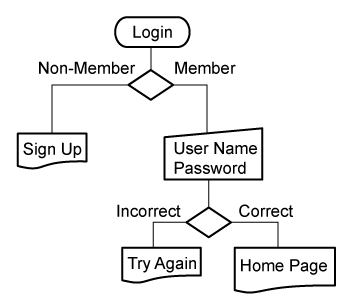 Login
Non-Member
Member
Sign Up
User Name
Password
Incorrect
Correct
Try Again
Home Page